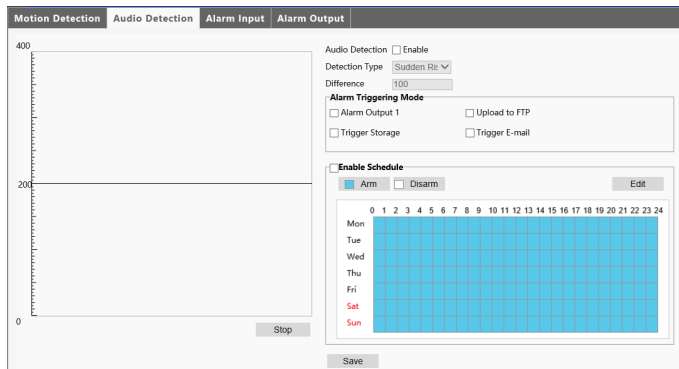 Motion Detection Audio Detection Alarm Input Alarm Output
400
200
0
Stop
Audio Detection Enable
Detection Type Sudden Ris
Difference 100
Alarm Triggering Mode
Alarm Output 1 Upload to FTP
Trigger Storage Trigger E-mail
Enable Schedule
Arm Disarm Edit
0 1 2 3 4 5 6 7 8 9 10 11 12 13 14 15 16 17 18 19 20 21 22 23 24
Mon
Tue
Wed
Thu
Fri
Sat
Sun
Save